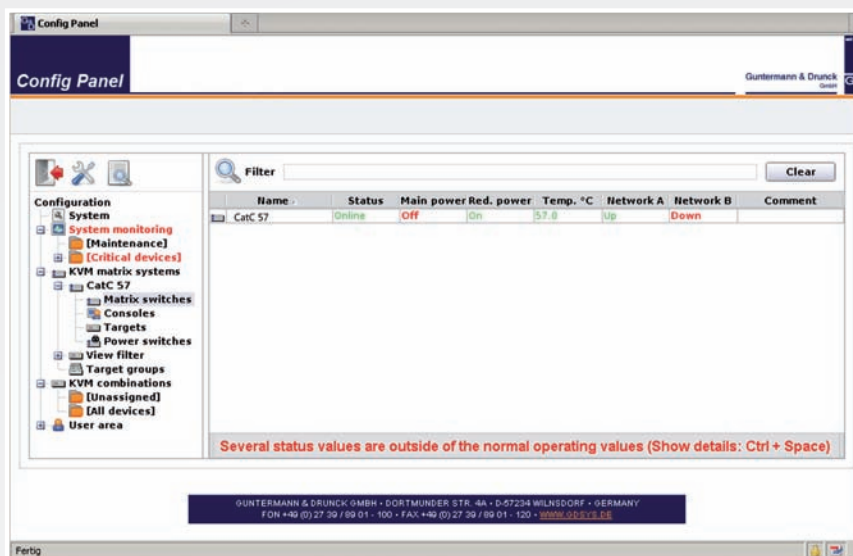 Config Panel
Config Panel
Guntermann & Drunck
GmbH
Filter
Clear
Configuration
System
System monitoring
[Maintenance]
[Critical devices]
KVM matrix systems
CatC 57
Matrix switches
Consoles
Targets
Power switches
View filter
Target groups
KVM combinations
[Unassigned]
[All devices]
User area
Name Status Main power Red. power Temp. °C Network A Network B Comment
CatC 57 Online Off On 57.0 Up Down
Several status values are outside of the normal operating values (Show details: Ctrl + Space)
GUNTERMANN & DRUNCK GMBH • DORTMUNDER STR. 4A • D-57234 WILNSDORF • GERMANY
FON +49 (0) 27 39 / 89 01 - 100 • FAX +49 (0) 27 39 / 89 01 - 120 • WWW.GDSYS.DE
Fertig